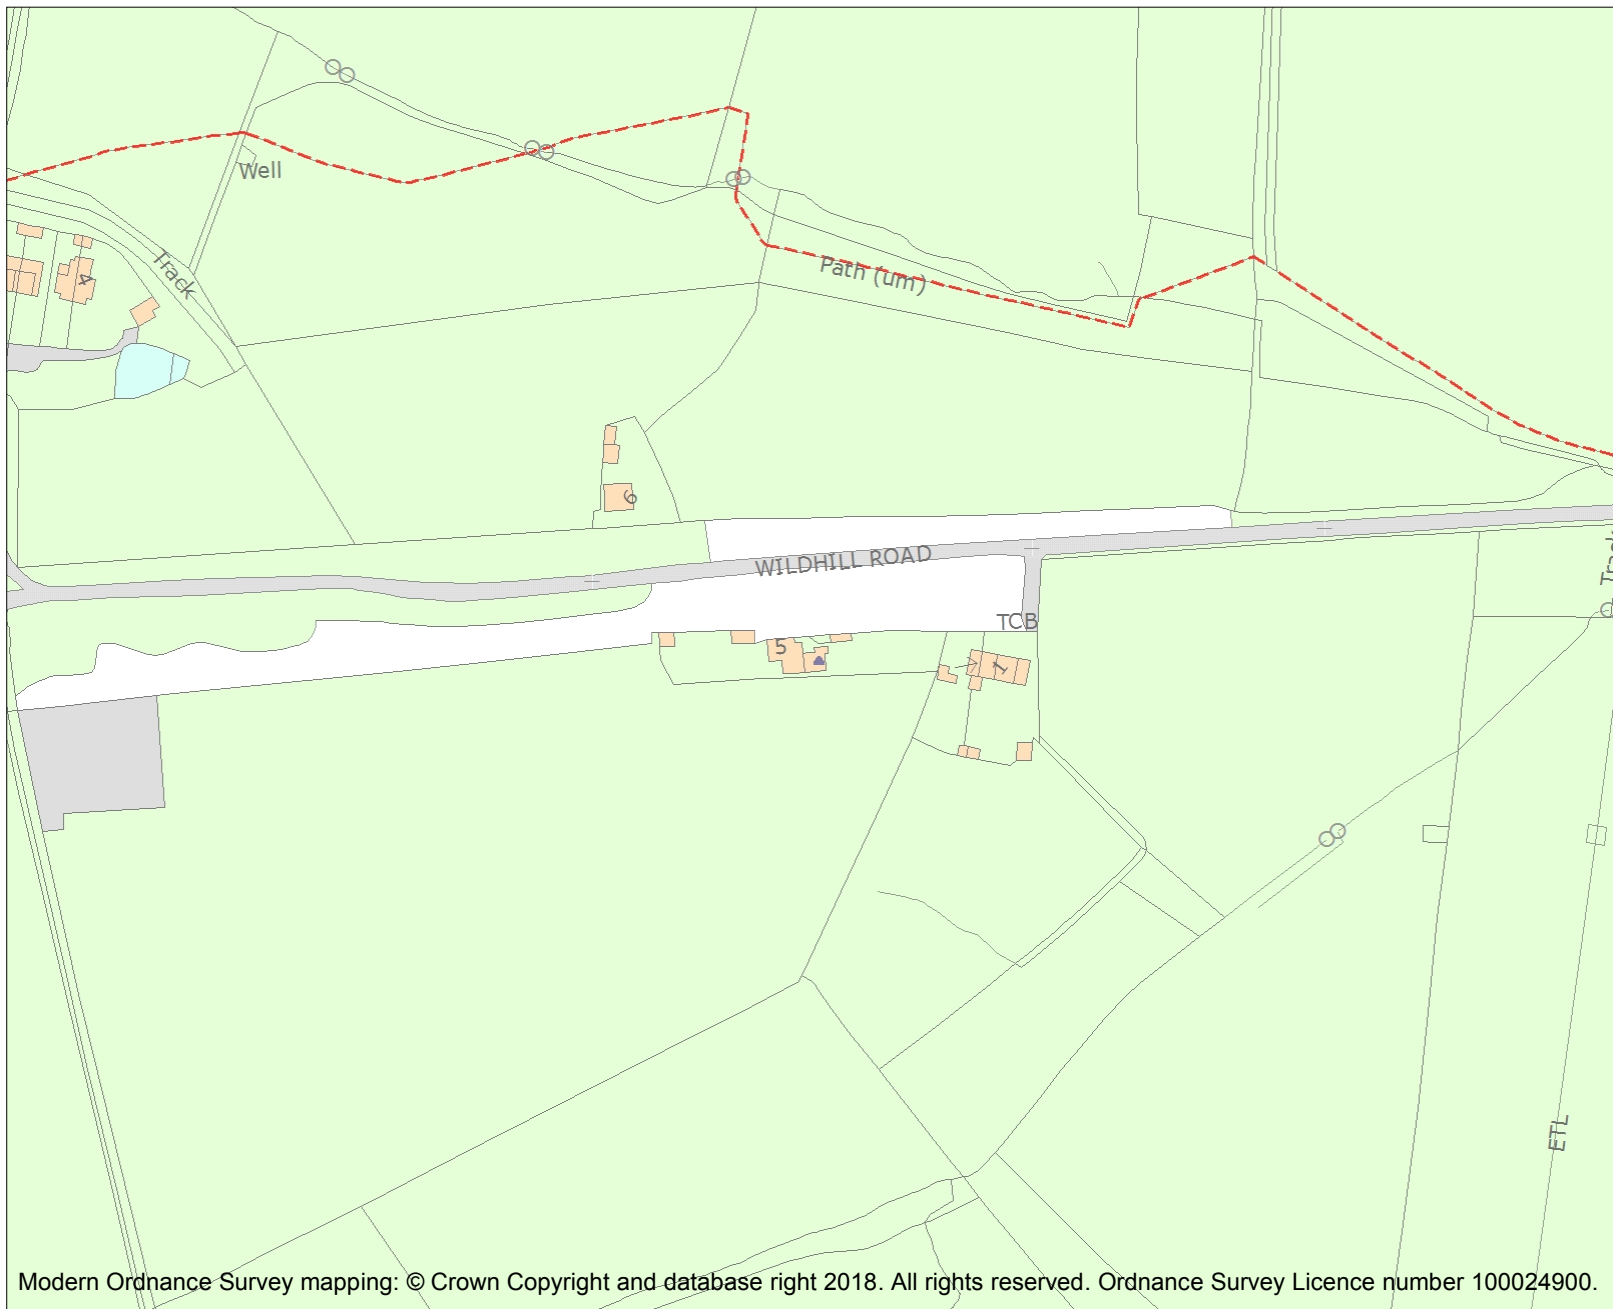 Well
Track
4
Path (um)
6
WILDHILL ROAD
TCB
5
1
ETL
Modern Ordnance Survey mapping: © Crown Copyright and database right 2018. All rights reserved. Ordnance Survey Licence number 100024900.